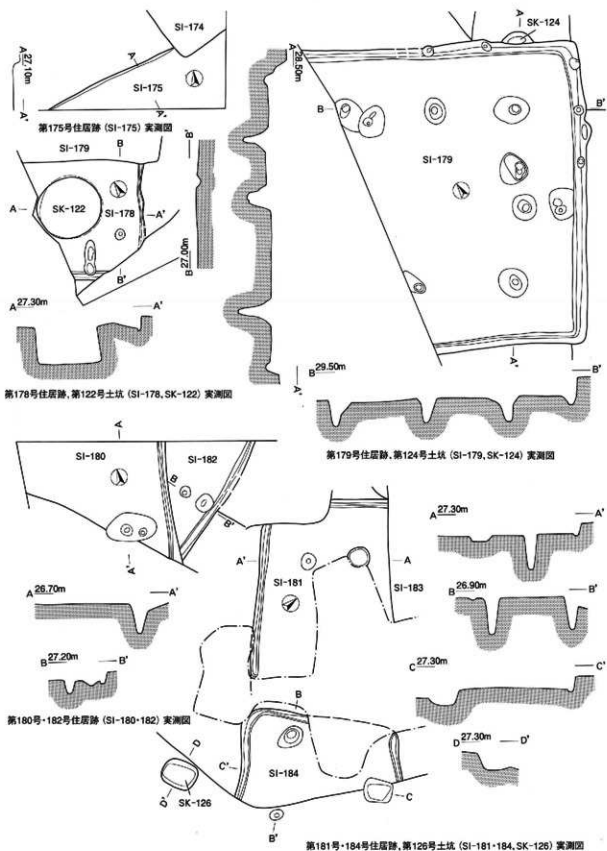 SI-174
A
27.10m
A'
A
SI-175
A'
第175号住居跡 (SI-175) 実測図
SI-179
B
SK-122
A
SI-178
A'
B'
B'
B 27.00m
A 27.30m
A'
第178号住居跡, 第122号土坑 (SI-178, SK-122) 実測図
A 28.50m
A'
A
SK-124
B
B'
SI-179
A'
B 29.50m
B'
第179号住居跡, 第124号土坑 (SI-179, SK-124) 実測図
A
SI-180
SI-182
B
B'
A'
A 26.70m
A'
B 27.20m
B'
第180号・182号住居跡 (SI-180・182) 実測図
A'
A
SI-181
SI-183
B
D
C'
SI-184
SK-126
D'
C
B'
A 27.30m
A'
B 26.90m
B'
C 27.30m
C'
D 27.30m
D'
第181号・184号住居跡, 第126号土坑 (SI-181・184, SK-126) 実測図